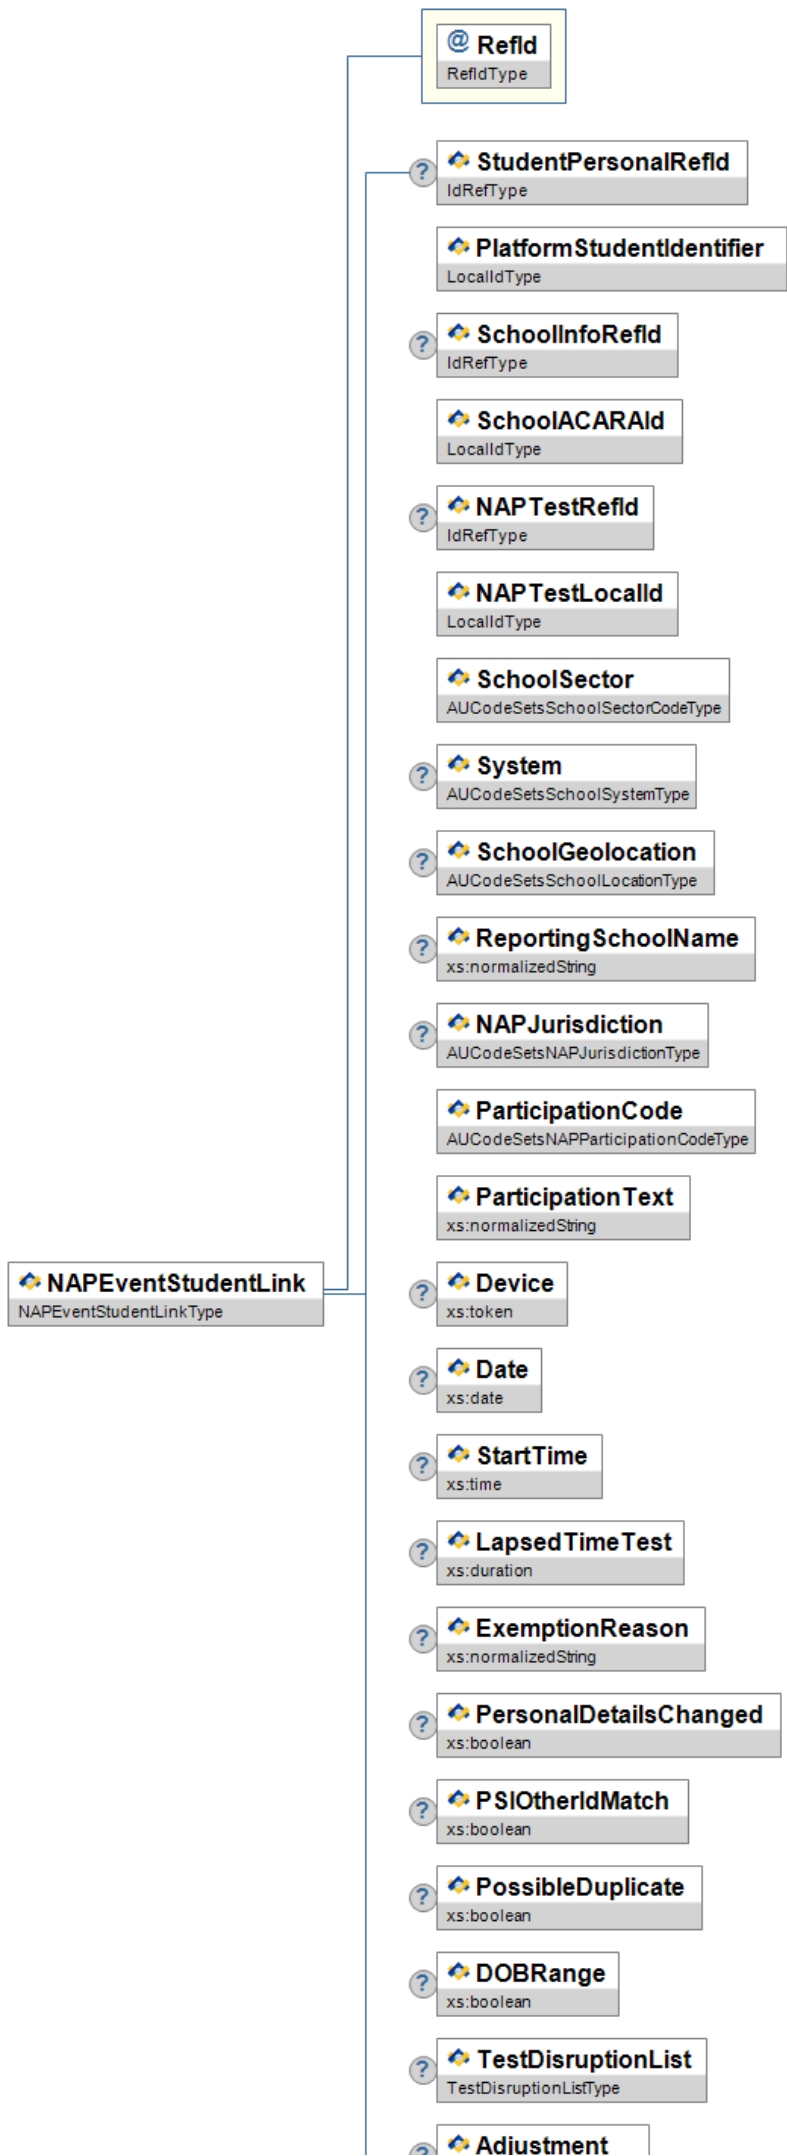 @ RefId
RefIdType
? StudentPersonalRefId
IdRefType
PlatformStudentIdentifier
LocalIdType
? SchoolInfoRefId
IdRefType
SchoolACARAId
LocalIdType
? NAPTestRefId
IdRefType
NAPTestLocalId
LocalIdType
SchoolSector
AUCodeSetsSchoolSectorCodeType
? System
AUCodeSetsSchoolSystemType
? SchoolGeolocation
AUCodeSetsSchoolLocationType
? ReportingSchoolName
xs:normalizedString
? NAPJurisdiction
AUCodeSetsNAPJurisdictionType
ParticipationCode
AUCodeSetsNAPParticipationCodeType
ParticipationText
xs:normalizedString
NAPEventStudentLink
NAPEventStudentLinkType
? Device
xs:token
? Date
xs:date
? StartTime
xs:time
? LapsedTimeTest
xs:duration
? ExemptionReason
xs:normalizedString
? PersonalDetailsChanged
xs:boolean
? PSIOtherIdMatch
xs:boolean
? PossibleDuplicate
xs:boolean
? DOBRange
xs:boolean
? TestDisruptionList
TestDisruptionListType
? Adjustment